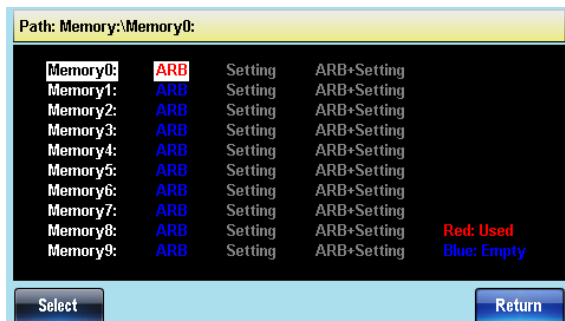 Path: Memory:\Memory0:
Memory0: ARB Setting ARB+Setting
Memory1: ARB Setting ARB+Setting
Memory2: ARB Setting ARB+Setting
Memory3: ARB Setting ARB+Setting
Memory4: ARB Setting ARB+Setting
Memory5: ARB Setting ARB+Setting
Memory6: ARB Setting ARB+Setting
Memory7: ARB Setting ARB+Setting
Memory8: ARB Setting ARB+Setting Red: Used
Memory9: ARB Setting ARB+Setting Blue: Empty
Select Return